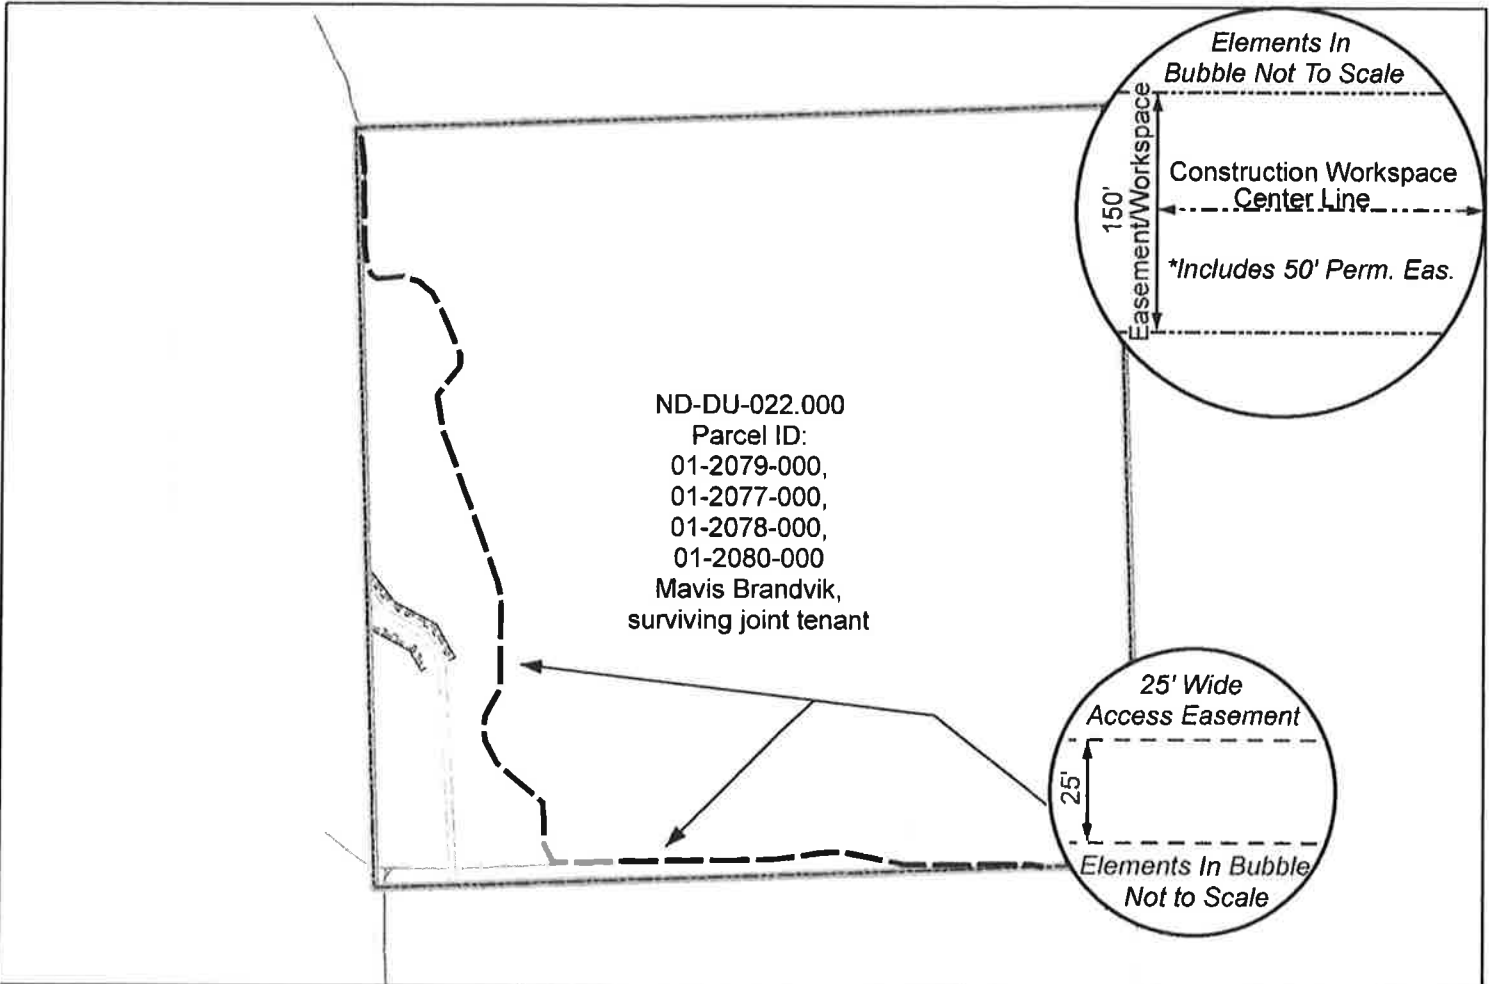 Elements In
Bubble Not To Scale
150'
Easement/Workspace
Construction Workspace
Center Line
*Includes 50' Perm. Eas.
ND-DU-022.000
Parcel ID:
01-2079-000,
01-2077-000,
01-2078-000,
01-2080-000
Mavis Brandvik,
surviving joint tenant
25' Wide
Access Easement
25'
Elements In Bubble
Not to Scale